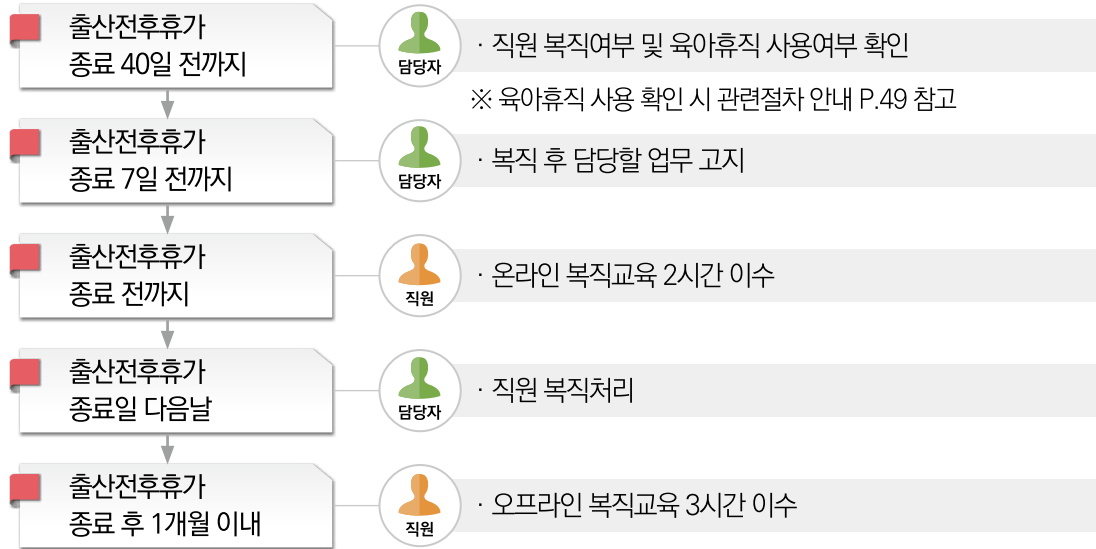 출산전후휴가
종료 40일 전까지
담당자
· 직원 복직여부 및 육아휴직 사용여부 확인
※ 육아휴직 사용 확인 시 관련절차 안내 P.49 참고
출산전후휴가
종료 7일 전까지
담당자
· 복직 후 담당할 업무 고지
출산전후휴가
종료 전까지
직원
· 온라인 복직교육 2시간 이수
출산전후휴가
종료일 다음날
담당자
· 직원 복직처리
출산전후휴가
종료 후 1개월 이내
직원
· 오프라인 복직교육 3시간 이수